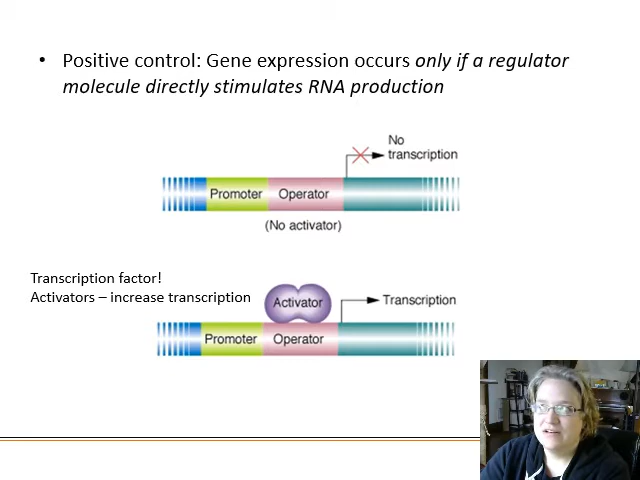 • Positive control: Gene expression occurs only if a regulator
molecule directly stimulates RNA production
No
transcription
Promoter
Operator
(No activator)
Transcription factor!
Activators – increase transcription
Activator
Transcription
Promoter
Operator